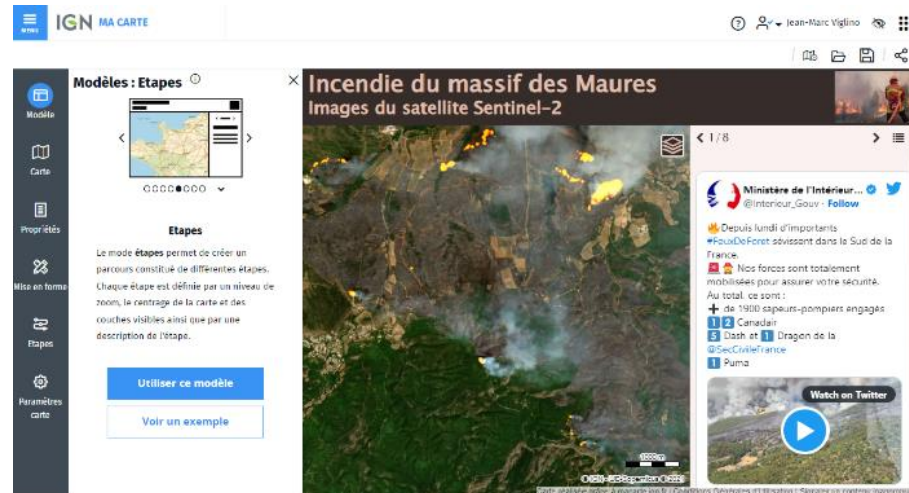 MENU
IGN MA CARTE
Jean-Marc Viglino
Modèle
Carte
Propriétés
Mise en forme
Etapes
Paramètres
carte
Modèles : Etapes
Etapes
Le mode étapes permet de créer un
parcours constitué de différentes étapes.
Chaque étape est définie par un niveau de
zoom, le centrage de la carte et des
couches visibles ainsi que par une
description de l'étape.
Utiliser ce modèle
Voir un exemple
Incendie du massif des Maures
Images du satellite Sentinel-2
1000 m
1/8
Ministère de l'Intérieur...
@Interieur_Gouv · Follow
Depuis lundi d'importants
#FeuxDeForet sévissent dans le Sud de la
France.
Nos forces sont totalement
mobilisées pour assurer votre sécurité.
Au total, ce sont :
+ de 1900 sapeurs-pompiers engagés
1 2 Canadair
5 Dash et 1 Dragon de la
@SecCivileFrance
1 Puma
Watch on Twitter